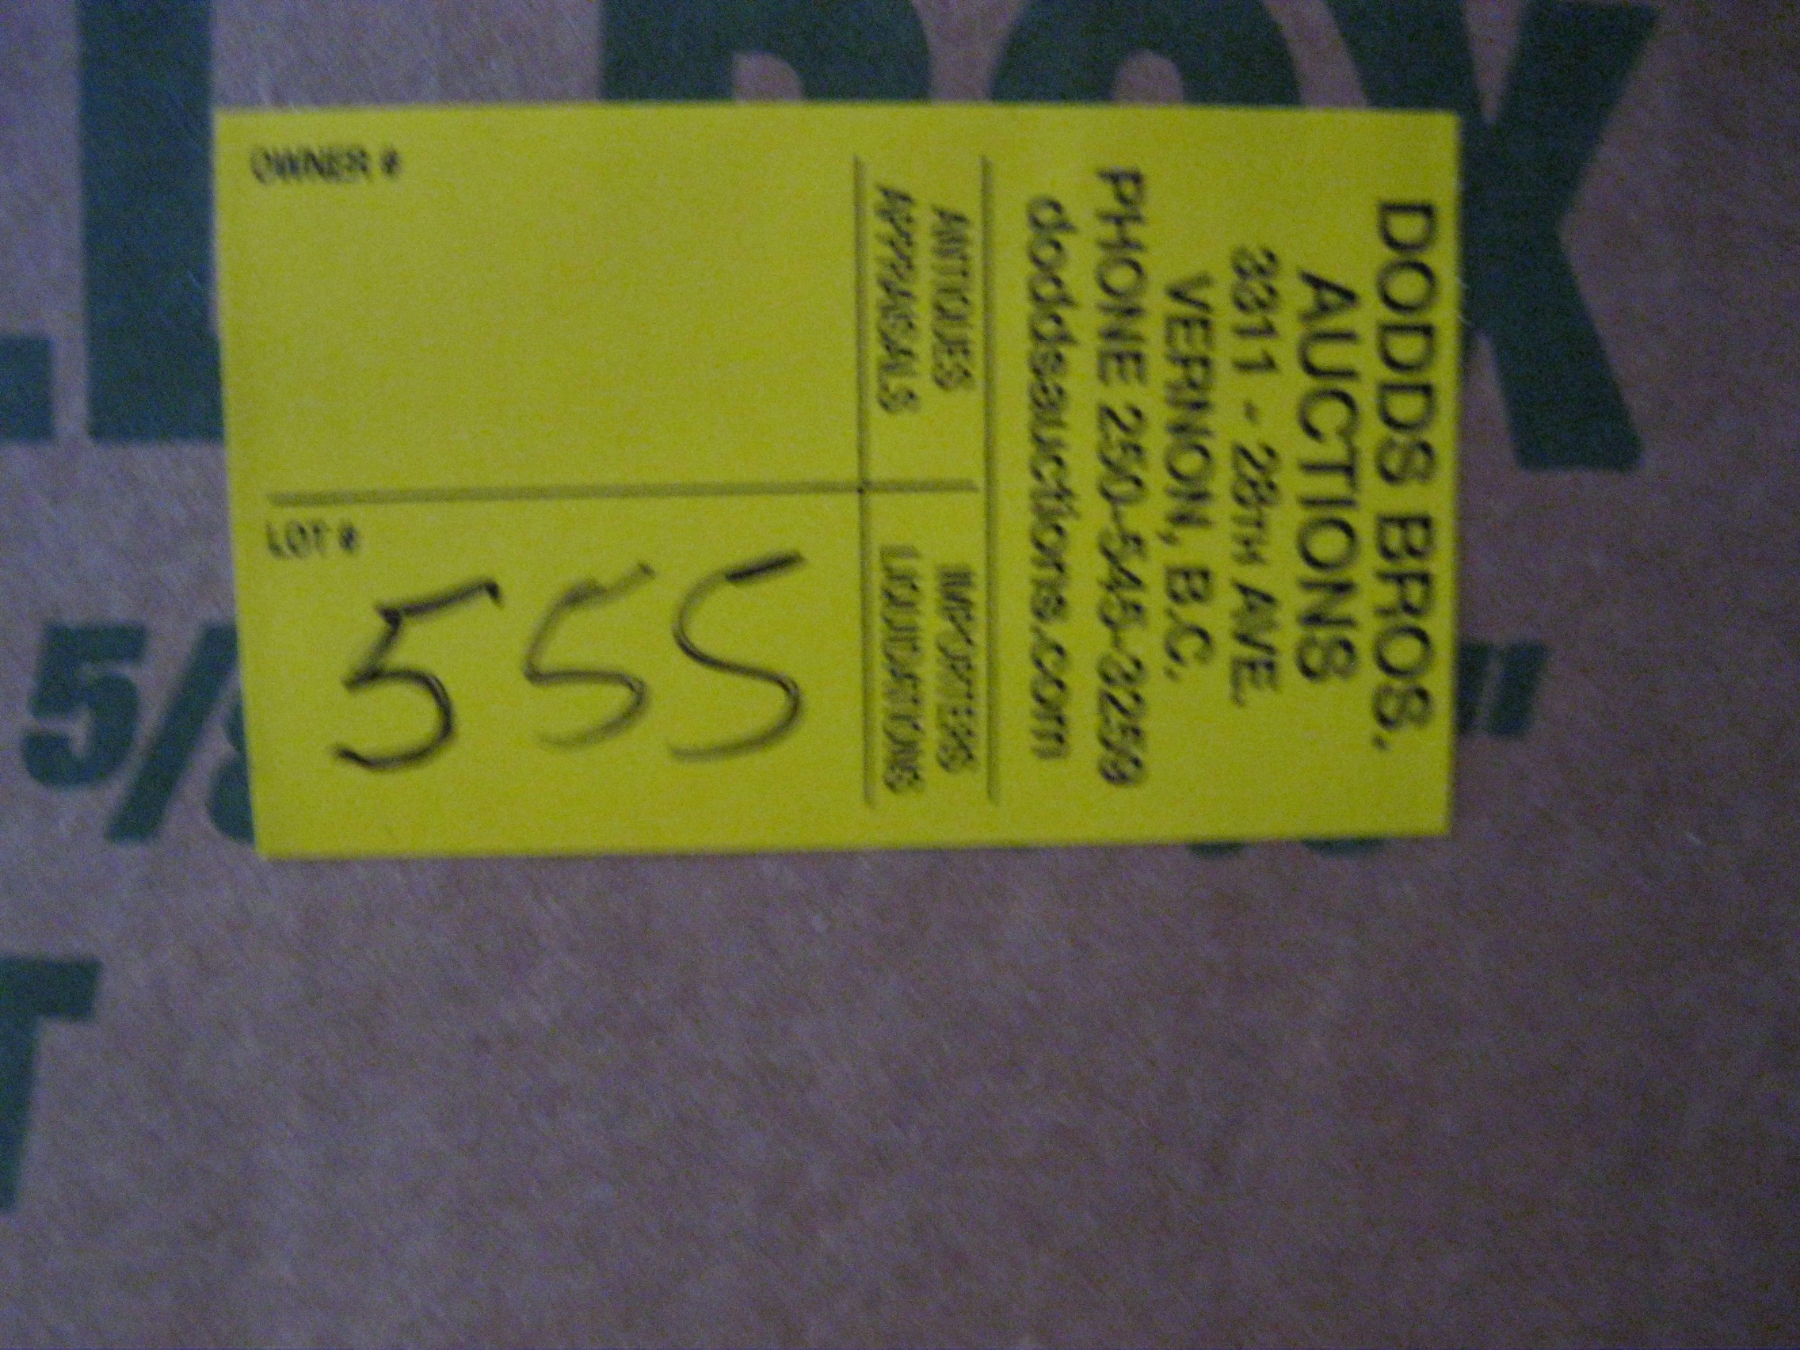 BOX
5/8
"
T
DODDS BROS.
AUCTIONS
3311 - 28TH AVE.
VERNON, B.C.
PHONE 250-545-3259
doddsauctions.com
ANTIQUES IMPORTERS
APPRAISALS LIQUIDATIONS
OWNER #
LOT #
555